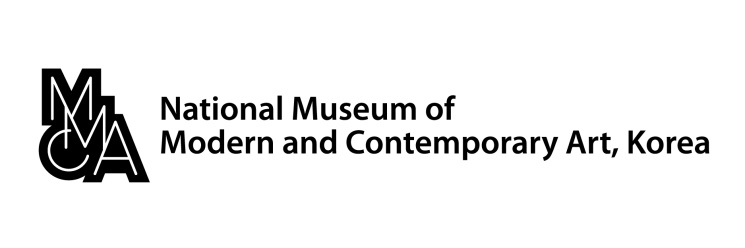 MMCA
National Museum of
Modern and Contemporary Art, Korea